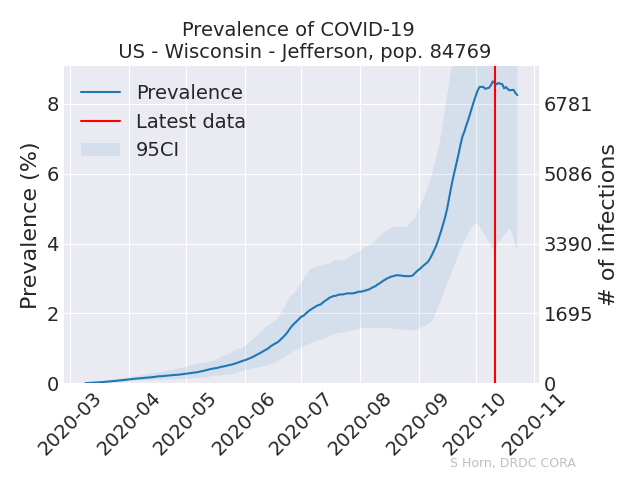 Prevalence of COVID-19
US - Wisconsin - Jefferson, pop. 84769
Prevalence
Latest data
95CI
Prevalence (%)
8
6
4
2
0
6781
5086
3390
1695
0
# of infections
2020-03
2020-04
2020-05
2020-06
2020-07
2020-08
2020-09
2020-10
2020-11
S Horn, DRDC CORA